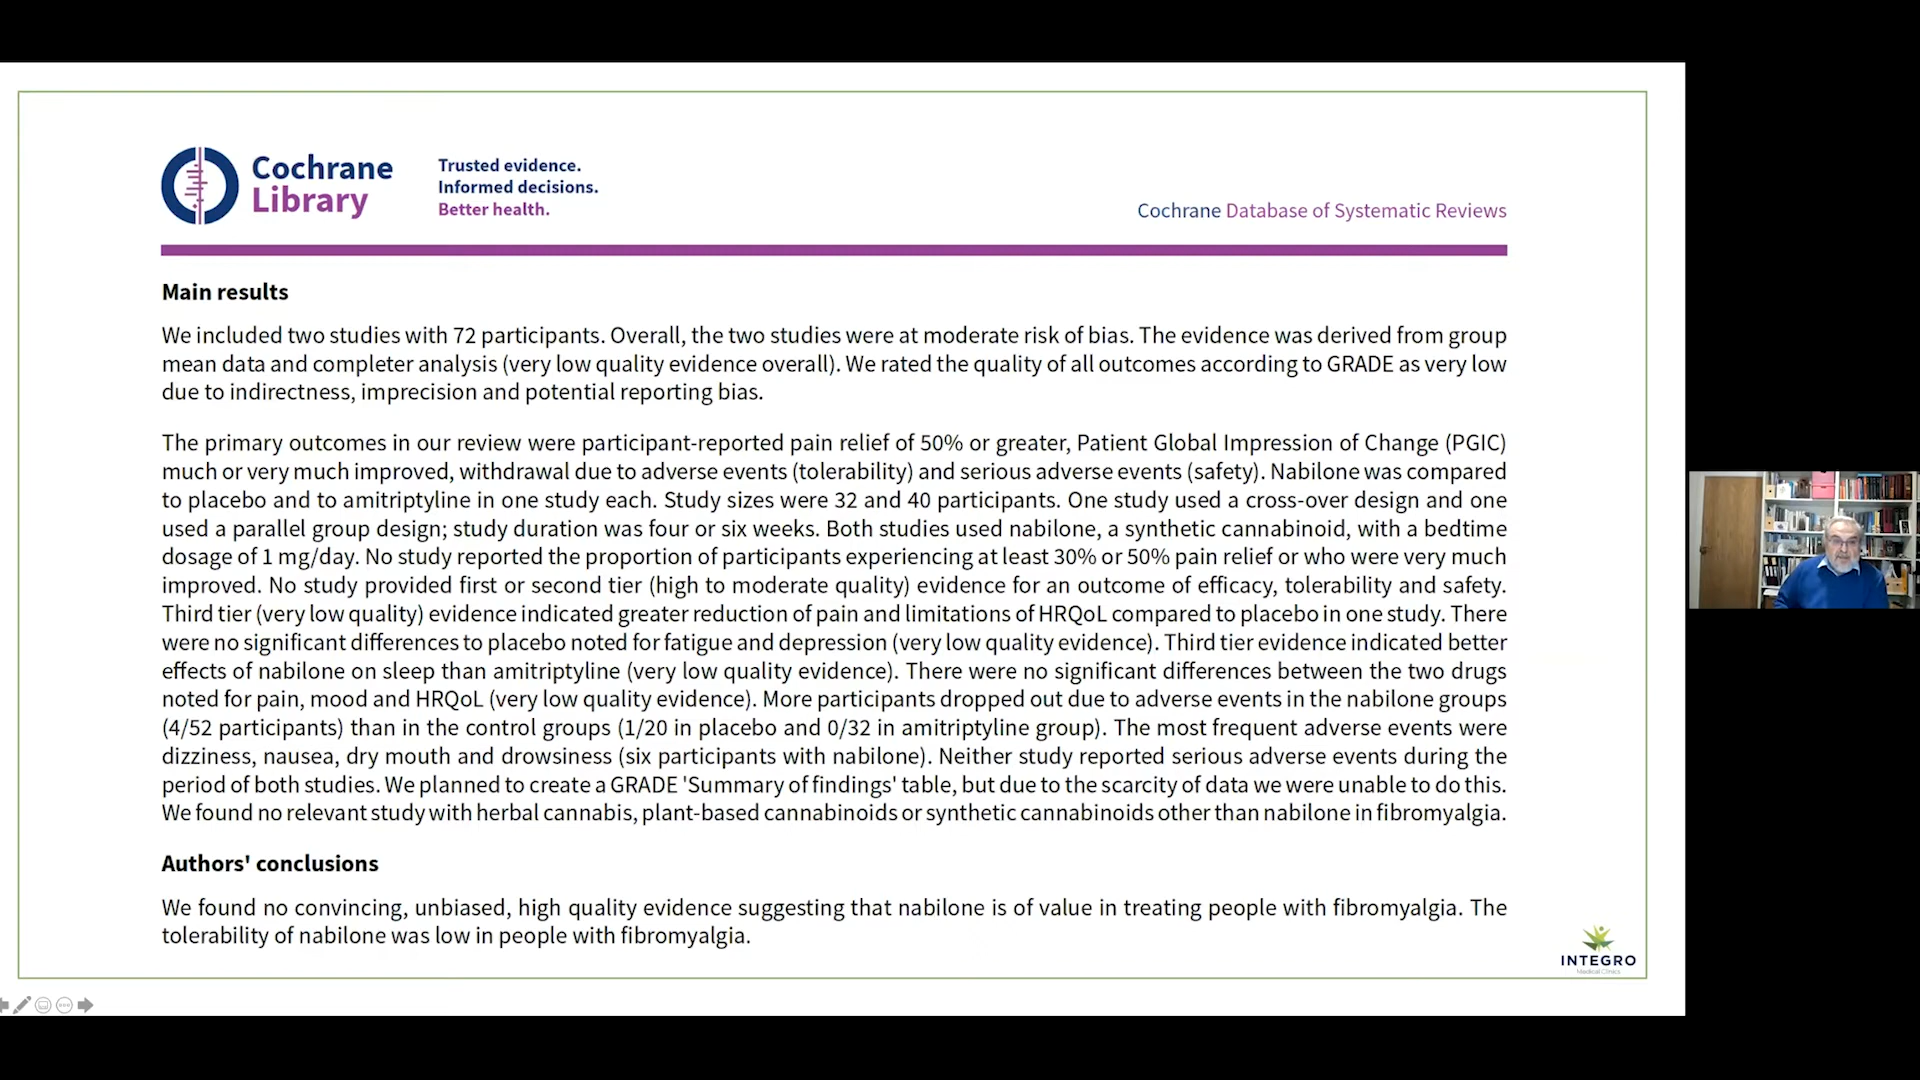 Cochrane
Library
Trusted evidence.
Informed decisions.
Better health.
Cochrane Database of Systematic Reviews
Main results
We included two studies with 72 participants. Overall, the two studies were at moderate risk of bias. The evidence was derived from group
mean data and completer analysis (very low quality evidence overall). We rated the quality of all outcomes according to GRADE as very low
due to indirectness, imprecision and potential reporting bias.
The primary outcomes in our review were participant-reported pain relief of 50% or greater, Patient Global Impression of Change (PGIC)
much or very much improved, withdrawal due to adverse events (tolerability) and serious adverse events (safety). Nabilone was compared
to placebo and to amitriptyline in one study each. Study sizes were 32 and 40 participants. One study used a cross-over design and one
used a parallel group design; study duration was four or six weeks. Both studies used nabilone, a synthetic cannabinoid, with a bedtime
dosage of 1 mg/day. No study reported the proportion of participants experiencing at least 30% or 50% pain relief or who were very much
improved. No study provided first or second tier (high to moderate quality) evidence for an outcome of efficacy, tolerability and safety.
Third tier (very low quality) evidence indicated greater reduction of pain and limitations of HRQoL compared to placebo in one study. There
were no significant differences to placebo noted for fatigue and depression (very low quality evidence). Third tier evidence indicated better
effects of nabilone on sleep than amitriptyline (very low quality evidence). There were no significant differences between the two drugs
noted for pain, mood and HRQoL (very low quality evidence). More participants dropped out due to adverse events in the nabilone groups
(4/52 participants) than in the control groups (1/20 in placebo and 0/32 in amitriptyline group). The most frequent adverse events were
dizziness, nausea, dry mouth and drowsiness (six participants with nabilone). Neither study reported serious adverse events during the
period of both studies. We planned to create a GRADE 'Summary of findings' table, but due to the scarcity of data we were unable to do this.
We found no relevant study with herbal cannabis, plant-based cannabinoids or synthetic cannabinoids other than nabilone in fibromyalgia.
Authors' conclusions
We found no convincing, unbiased, high quality evidence suggesting that nabilone is of value in treating people with fibromyalgia. The
tolerability of nabilone was low in people with fibromyalgia.
INTEGRO
Medical Clinics